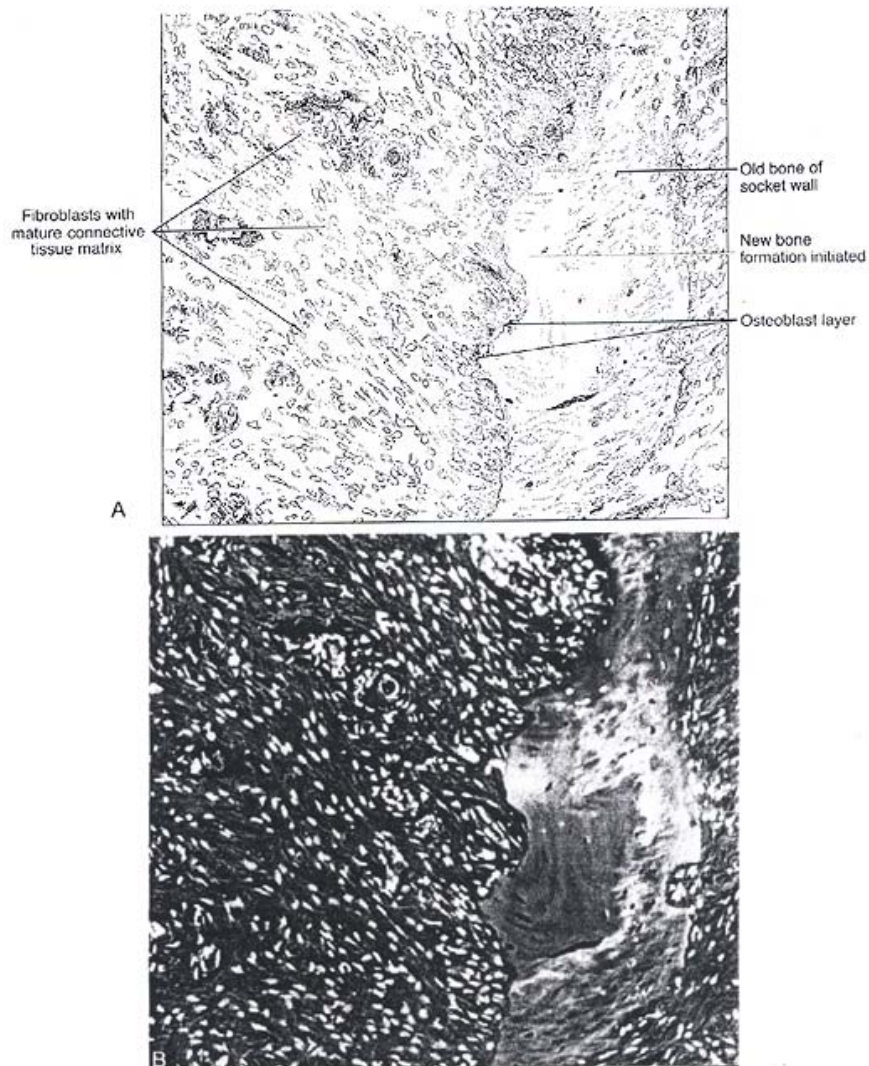 Fibroblasts with
mature connective
tissue matrix
Old bone of
socket wall
New bone
formation initiated
Osteoblast layer
A
B